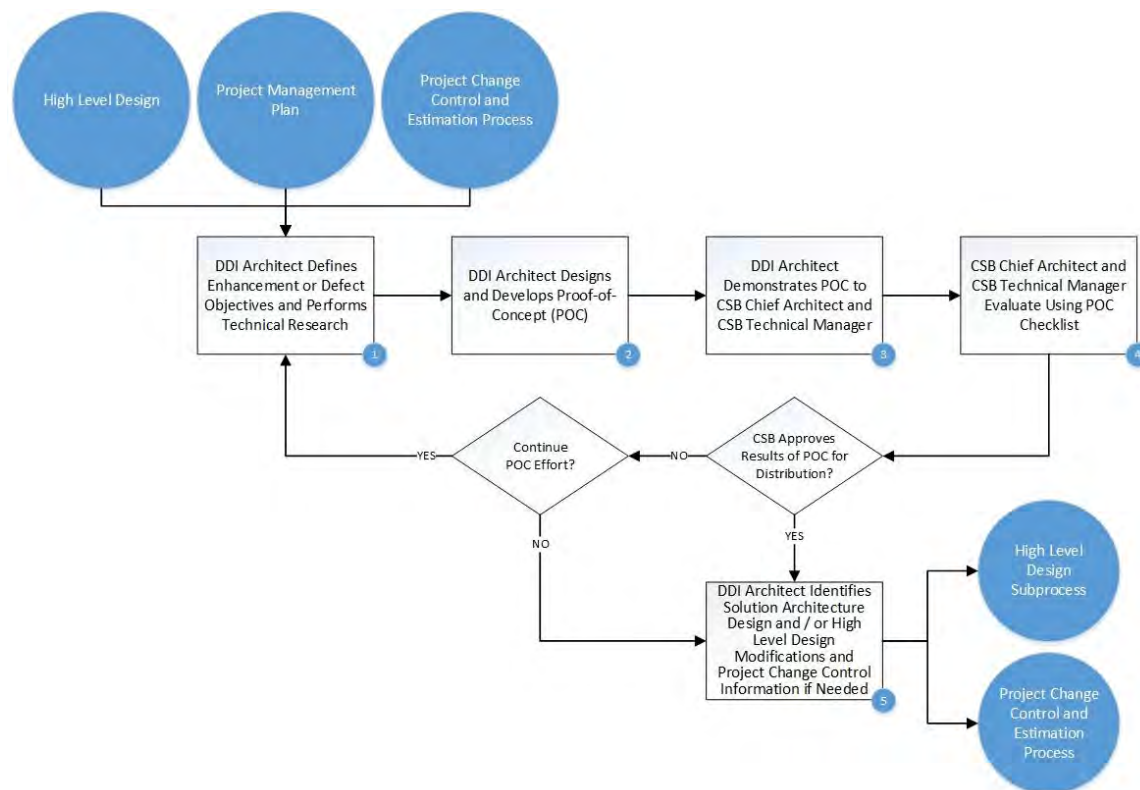 High Level Design
Project Management
Plan
Project Change
Control and
Estimation Process
DDI Architect Defines
Enhancement or Defect
Objectives and Performs
Technical Research
1
DDI Architect Designs
and Develops Proof-of-
Concept (POC)
2
DDI Architect
Demonstrates POC to
CSB Chief Architect and
CSB Technical Manager
3
CSB Chief Architect and
CSB Technical Manager
Evaluate Using POC
Checklist
4
YES
Continue
POC Effort?
NO
CSB Approves
Results of POC for
Distribution?
NO
YES
DDI Architect Identifies
Solution Architecture
Design and / or High
Level Design
Modifications and
Project Change Control
Information if Needed
5
High Level
Design
Subprocess
Project Change
Control and
Estimation
Process